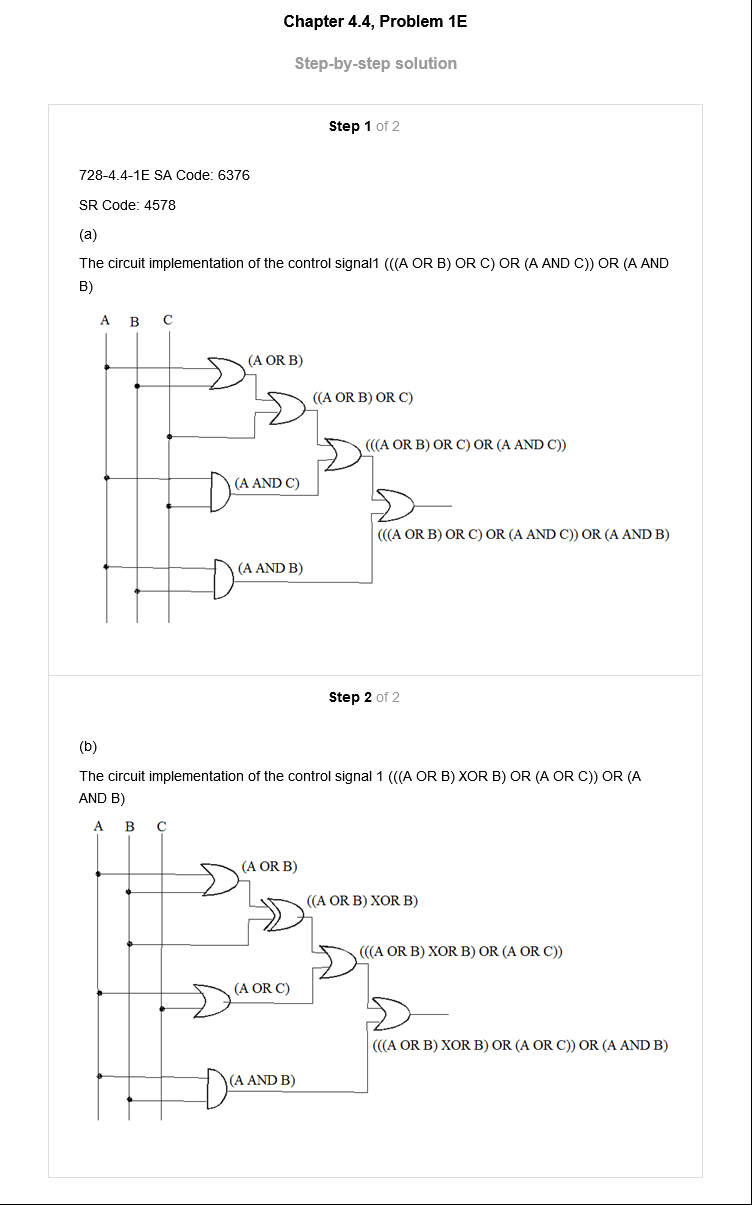 Chapter 4.4, Problem 1E
Step-by-step solution
Step 1 of 2
728-4.4-1E SA Code: 6376
SR Code: 4578
(a)
The circuit implementation of the control signal1 (((A OR B) OR C) OR (A AND C)) OR (A AND
B)
A B C
(A OR B)
((A OR B) OR C)
(((A OR B) OR C) OR (A AND C))
(A AND C)
(((A OR B) OR C) OR (A AND C)) OR (A AND B)
(A AND B)
Step 2 of 2
(b)
The circuit implementation of the control signal 1 (((A OR B) XOR B) OR (A OR C)) OR (A
AND B)
A B C
(A OR B)
((A OR B) XOR B)
(((A OR B) XOR B) OR (A OR C))
(A OR C)
(((A OR B) XOR B) OR (A OR C)) OR (A AND B)
(A AND B)